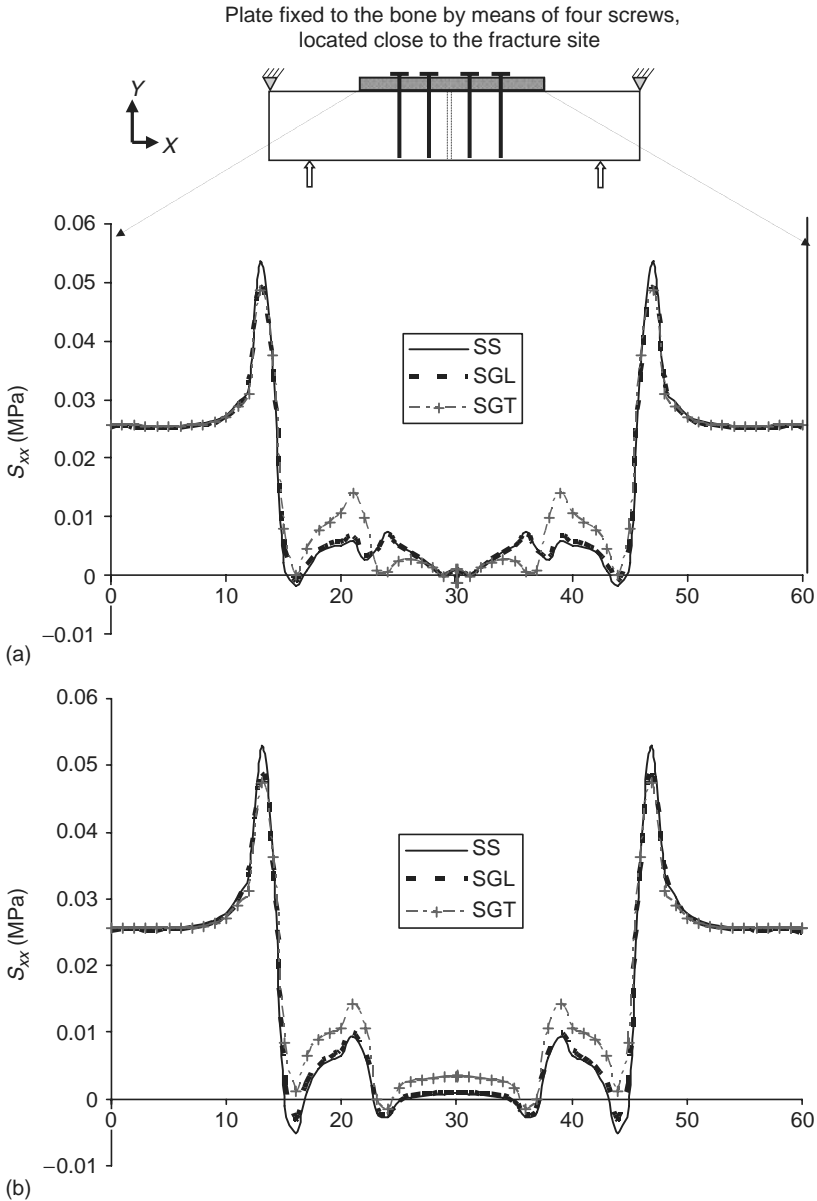 Plate fixed to the bone by means of four screws,
located close to the fracture site
Y
X
0.06
0.05
0.04
0.03
0.02
0.01
0
−0.01
Sxx (MPa)
SS
SGL
SGT
0 10 20 30 40 50 60
(a)
0.06
0.05
0.04
0.03
0.02
0.01
0
−0.01
Sxx (MPa)
SS
SGL
SGT
0 10 20 30 40 50 60
(b)